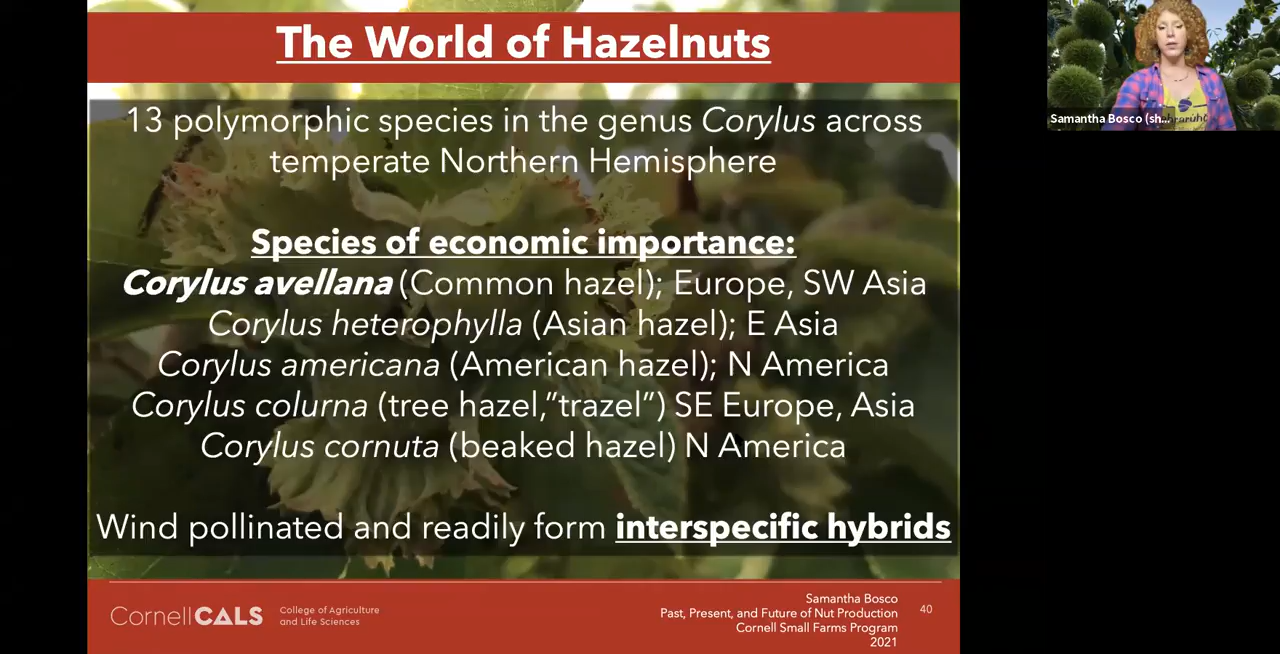 The World of Hazelnuts
13 polymorphic species in the genus Corylus across
temperate Northern Hemisphere
Species of economic importance:
Corylus avellana (Common hazel); Europe, SW Asia
Corylus heterophylla (Asian hazel); E Asia
Corylus americana (American hazel); N America
Corylus colurna (tree hazel,”trazel”) SE Europe, Asia
Corylus cornuta (beaked hazel) N America
Wind pollinated and readily form interspecific hybrids
CornellCALS
College of Agriculture
and Life Sciences
Samantha Bosco
Past, Present, and Future of Nut Production
Cornell Small Farms Program
2021
40
Samantha Bosco (sh...